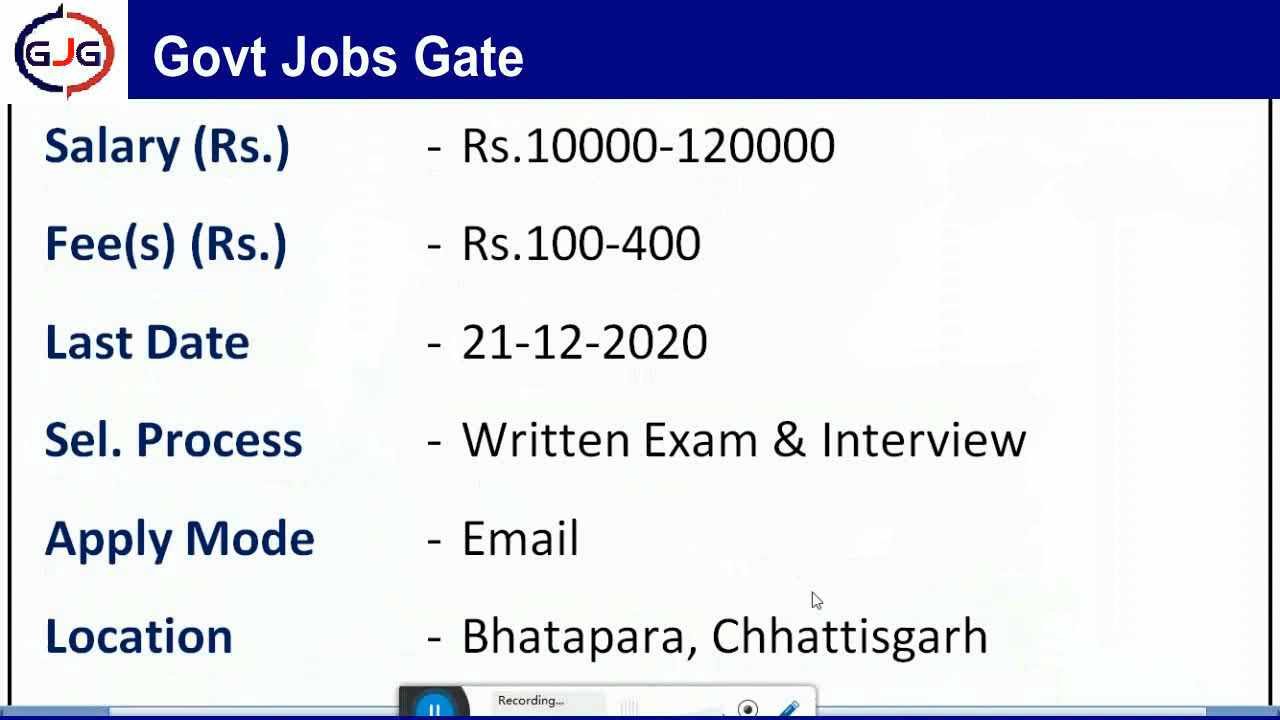 GJG
Govt Jobs Gate
Salary (Rs.) - Rs.10000-120000
Fee(s) (Rs.) - Rs.100-400
Last Date - 21-12-2020
Sel. Process - Written Exam & Interview
Apply Mode - Email
Location - Bhatapara, Chhattisgarh
Recording...